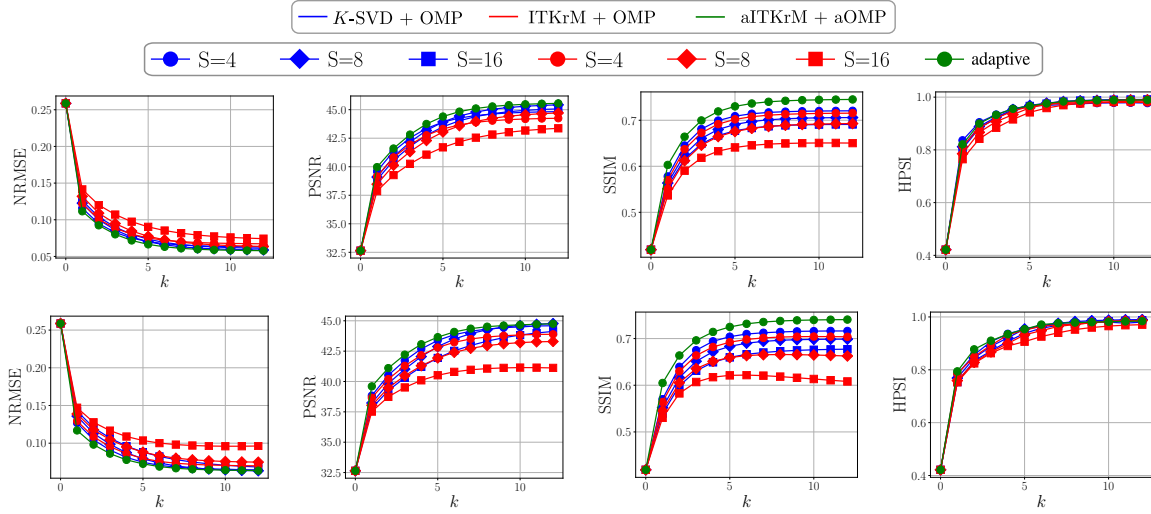 K-SVD + OMP ITKrM + OMP aITKrM + aOMP
S=4 S=8 S=16 S=4 S=8 S=16 adaptive
NRMSE
0.25
0.20
0.15
0.10
0.05
0 5 10
k
PSNR
45.0
42.5
40.0
37.5
35.0
32.5
0 5 10
k
SSIM
0.7
0.6
0.5
0 5 10
k
HPSI
1.0
0.8
0.6
0.4
0 5 10
k
NRMSE
0.25
0.20
0.15
0.10
0 5 10
k
PSNR
45.0
42.5
40.0
37.5
35.0
32.5
0 5 10
k
SSIM
0.7
0.6
0.5
0 5 10
k
HPSI
1.0
0.8
0.6
0.4
0 5 10
k